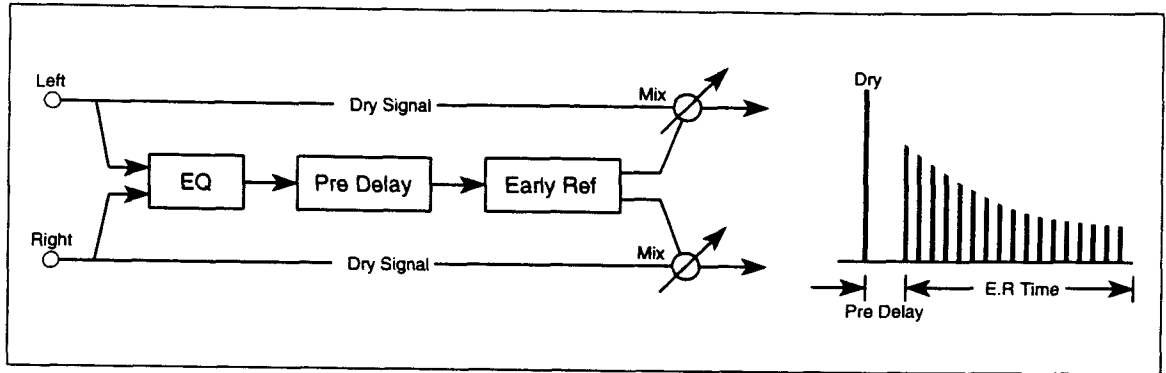 Left
Dry Signal
Mix
EQ
Pre Delay
Early Ref
Right
Dry Signal
Mix
Dry
E.R Time
Pre Delay